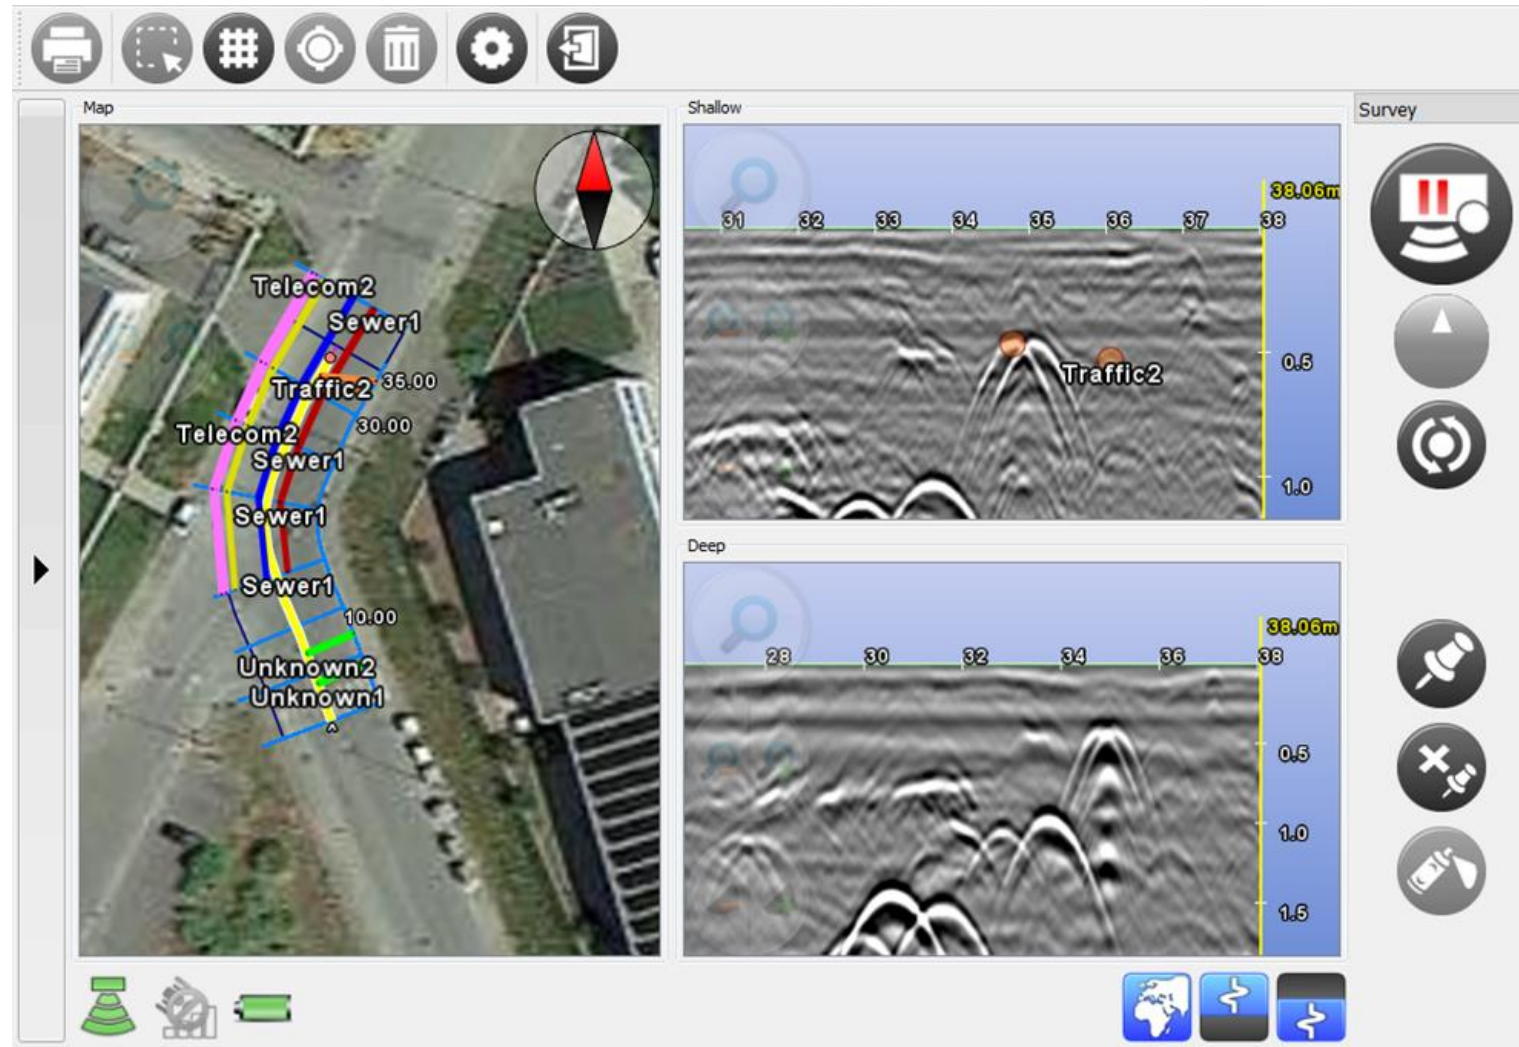 Map
Telecom2
Sewer1
Traffic2
35.00
Telecom2
30.00
Sewer1
Sewer1
Sewer1
10.00
Unknown2
Unknown1
Shallow
38.06m
31 32 33 34 35 36 37 38
0.5
Traffic2
1.0
Deep
38.06m
28 30 32 34 36 38
0.5
1.0
1.5
Survey